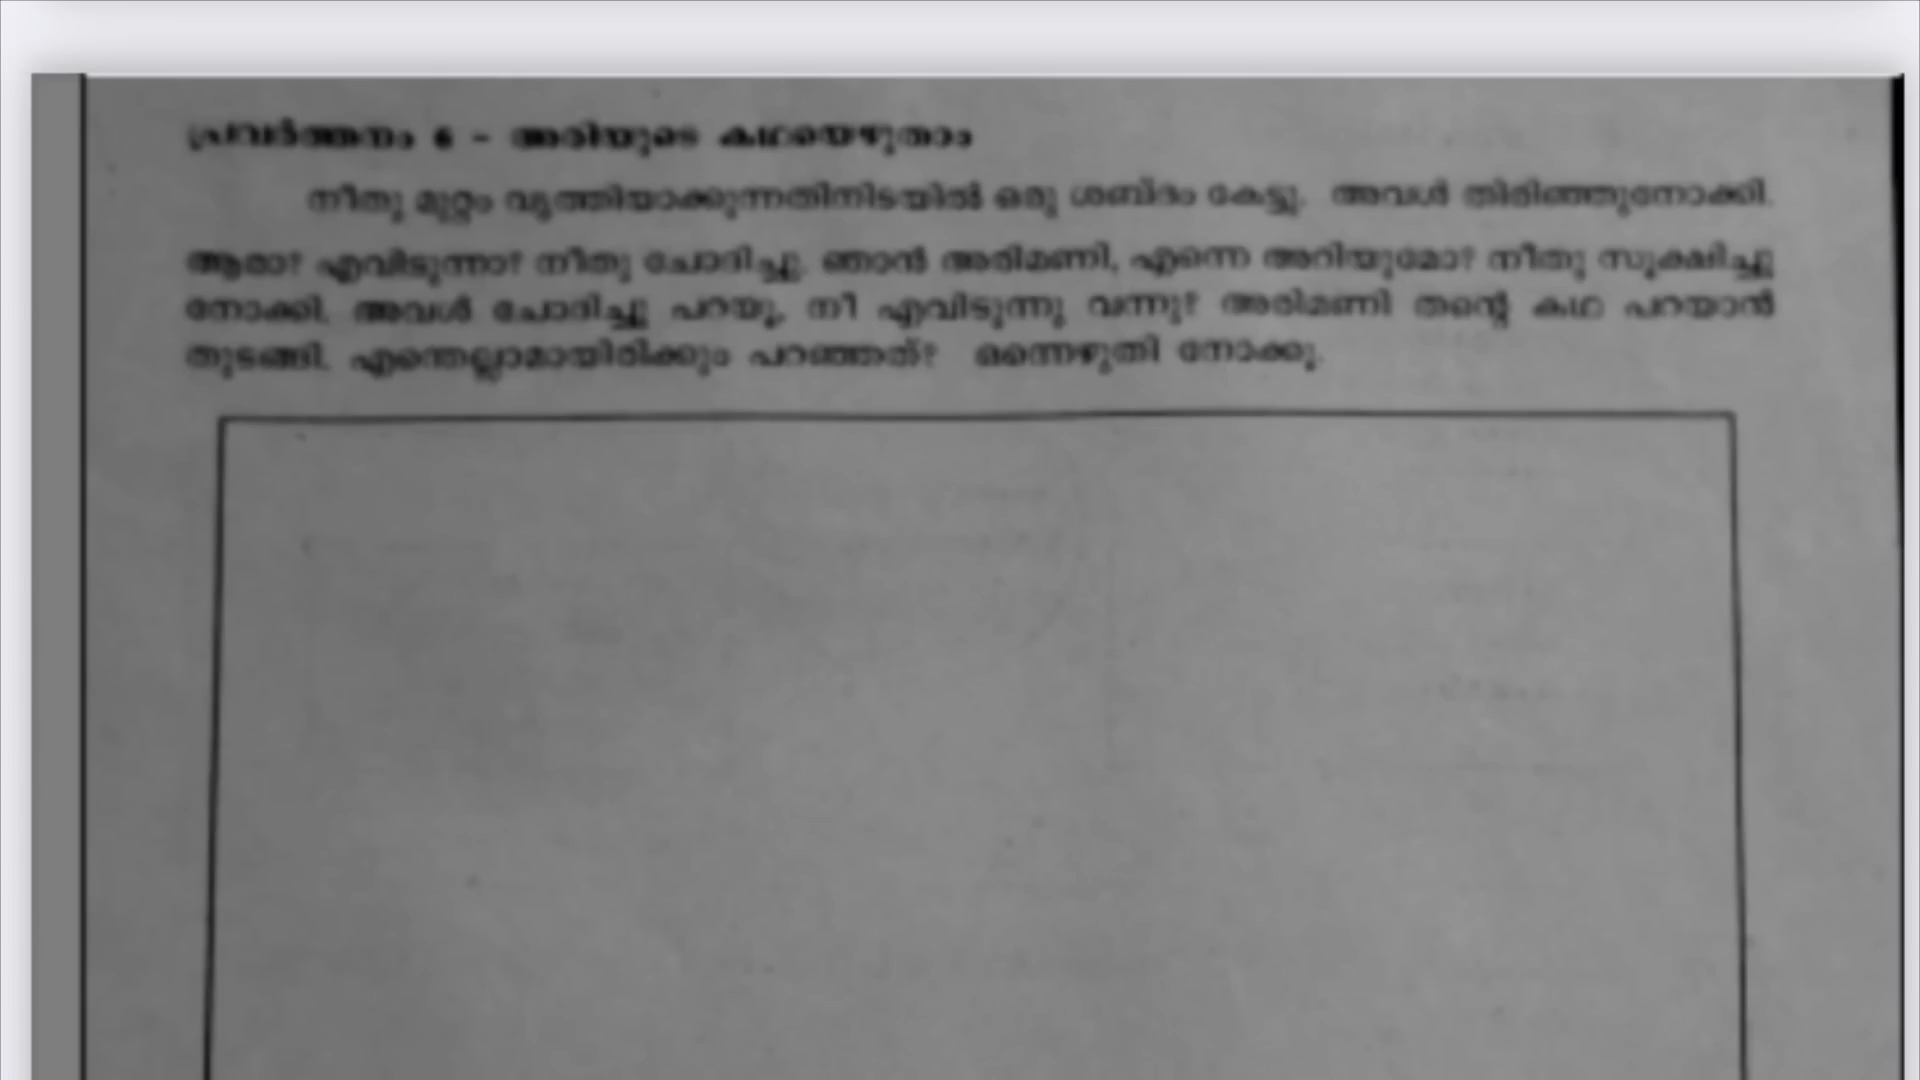 പ്രവർത്തനം 6 - അരിയുടെ കഥയെഴുതാം
നീതു മുറ്റം വൃത്തിയാക്കുന്നതിനിടയിൽ ഒരു ശബ്ദം കേട്ടു. അവൾ തിരിഞ്ഞുനോക്കി.
ആരാ? എവിടുന്നാ? നീതു ചോദിച്ചു. ഞാൻ അരിമണി, എന്നെ അറിയുമോ? നീതു സൂക്ഷിച്ചു
നോക്കി. അവൾ ചോദിച്ചു പറയൂ, നീ എവിടുന്നു വന്നു? അരിമണി തന്റെ കഥ പറയാൻ
തുടങ്ങി. എന്തെല്ലാമായിരിക്കും പറഞ്ഞത്? ഒന്നെഴുതി നോക്കൂ.